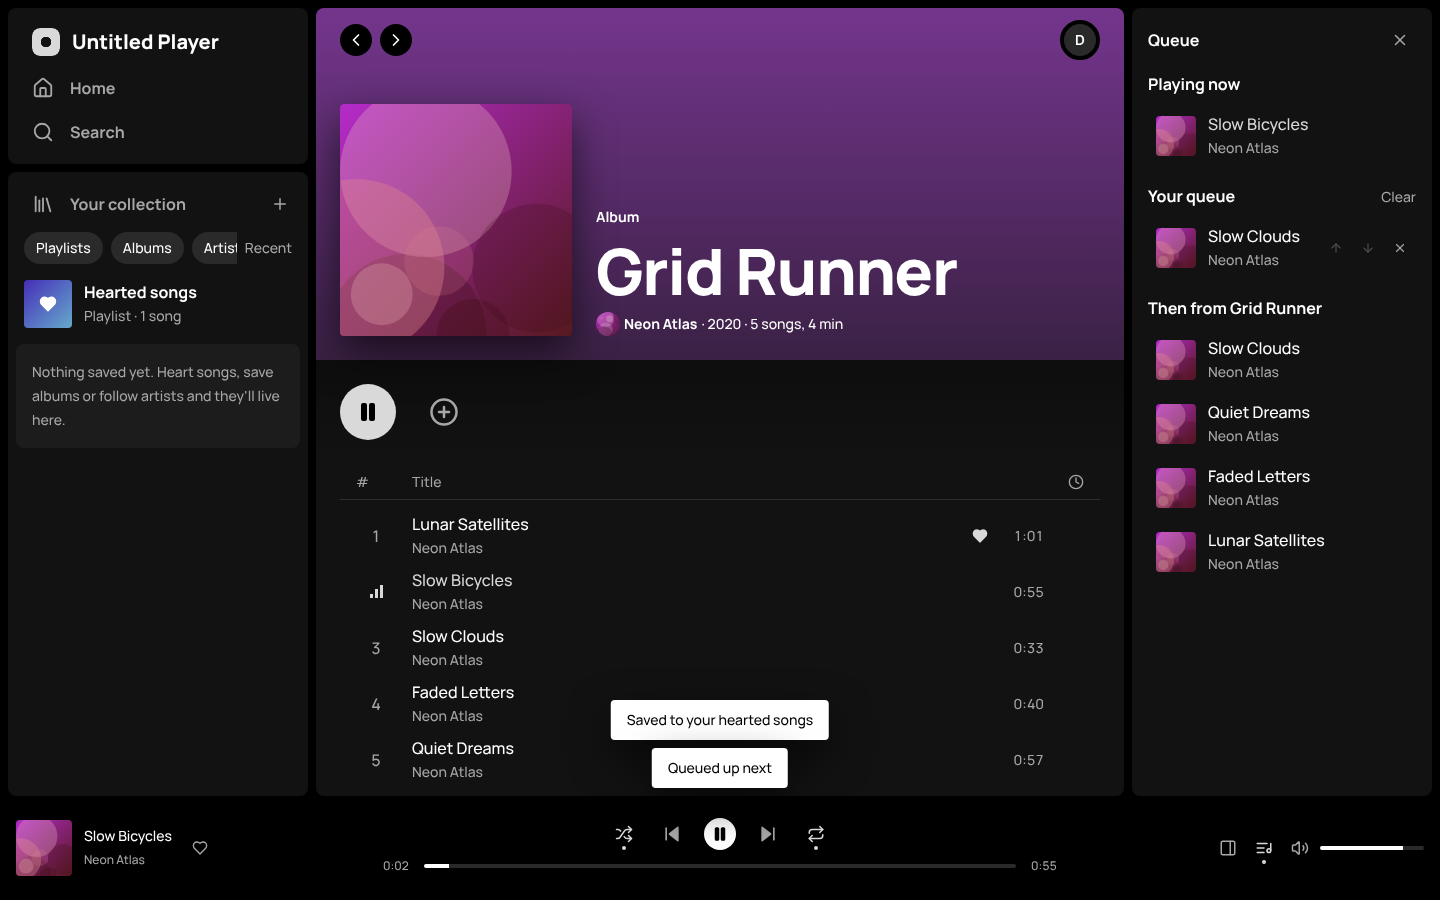 Untitled Player
Home
Search
Your collection
Playlists
Albums
Artist
Recent
Hearted songs
Playlist · 1 song
Nothing saved yet. Heart songs, save
albums or follow artists and they'll live
here.
D
Album
Grid Runner
Neon Atlas · 2020 · 5 songs, 4 min
# Title
1 Lunar Satellites 1:01
Neon Atlas
Slow Bicycles 0:55
Neon Atlas
3 Slow Clouds 0:33
Neon Atlas
4 Faded Letters 0:40
Neon Atlas
5 Quiet Dreams 0:57
Neon Atlas
Saved to your hearted songs
Queued up next
Queue
Playing now
Slow Bicycles
Neon Atlas
Your queue
Clear
Slow Clouds
Neon Atlas
Then from Grid Runner
Slow Clouds
Neon Atlas
Quiet Dreams
Neon Atlas
Faded Letters
Neon Atlas
Lunar Satellites
Neon Atlas
Slow Bicycles
Neon Atlas
0:02
0:55